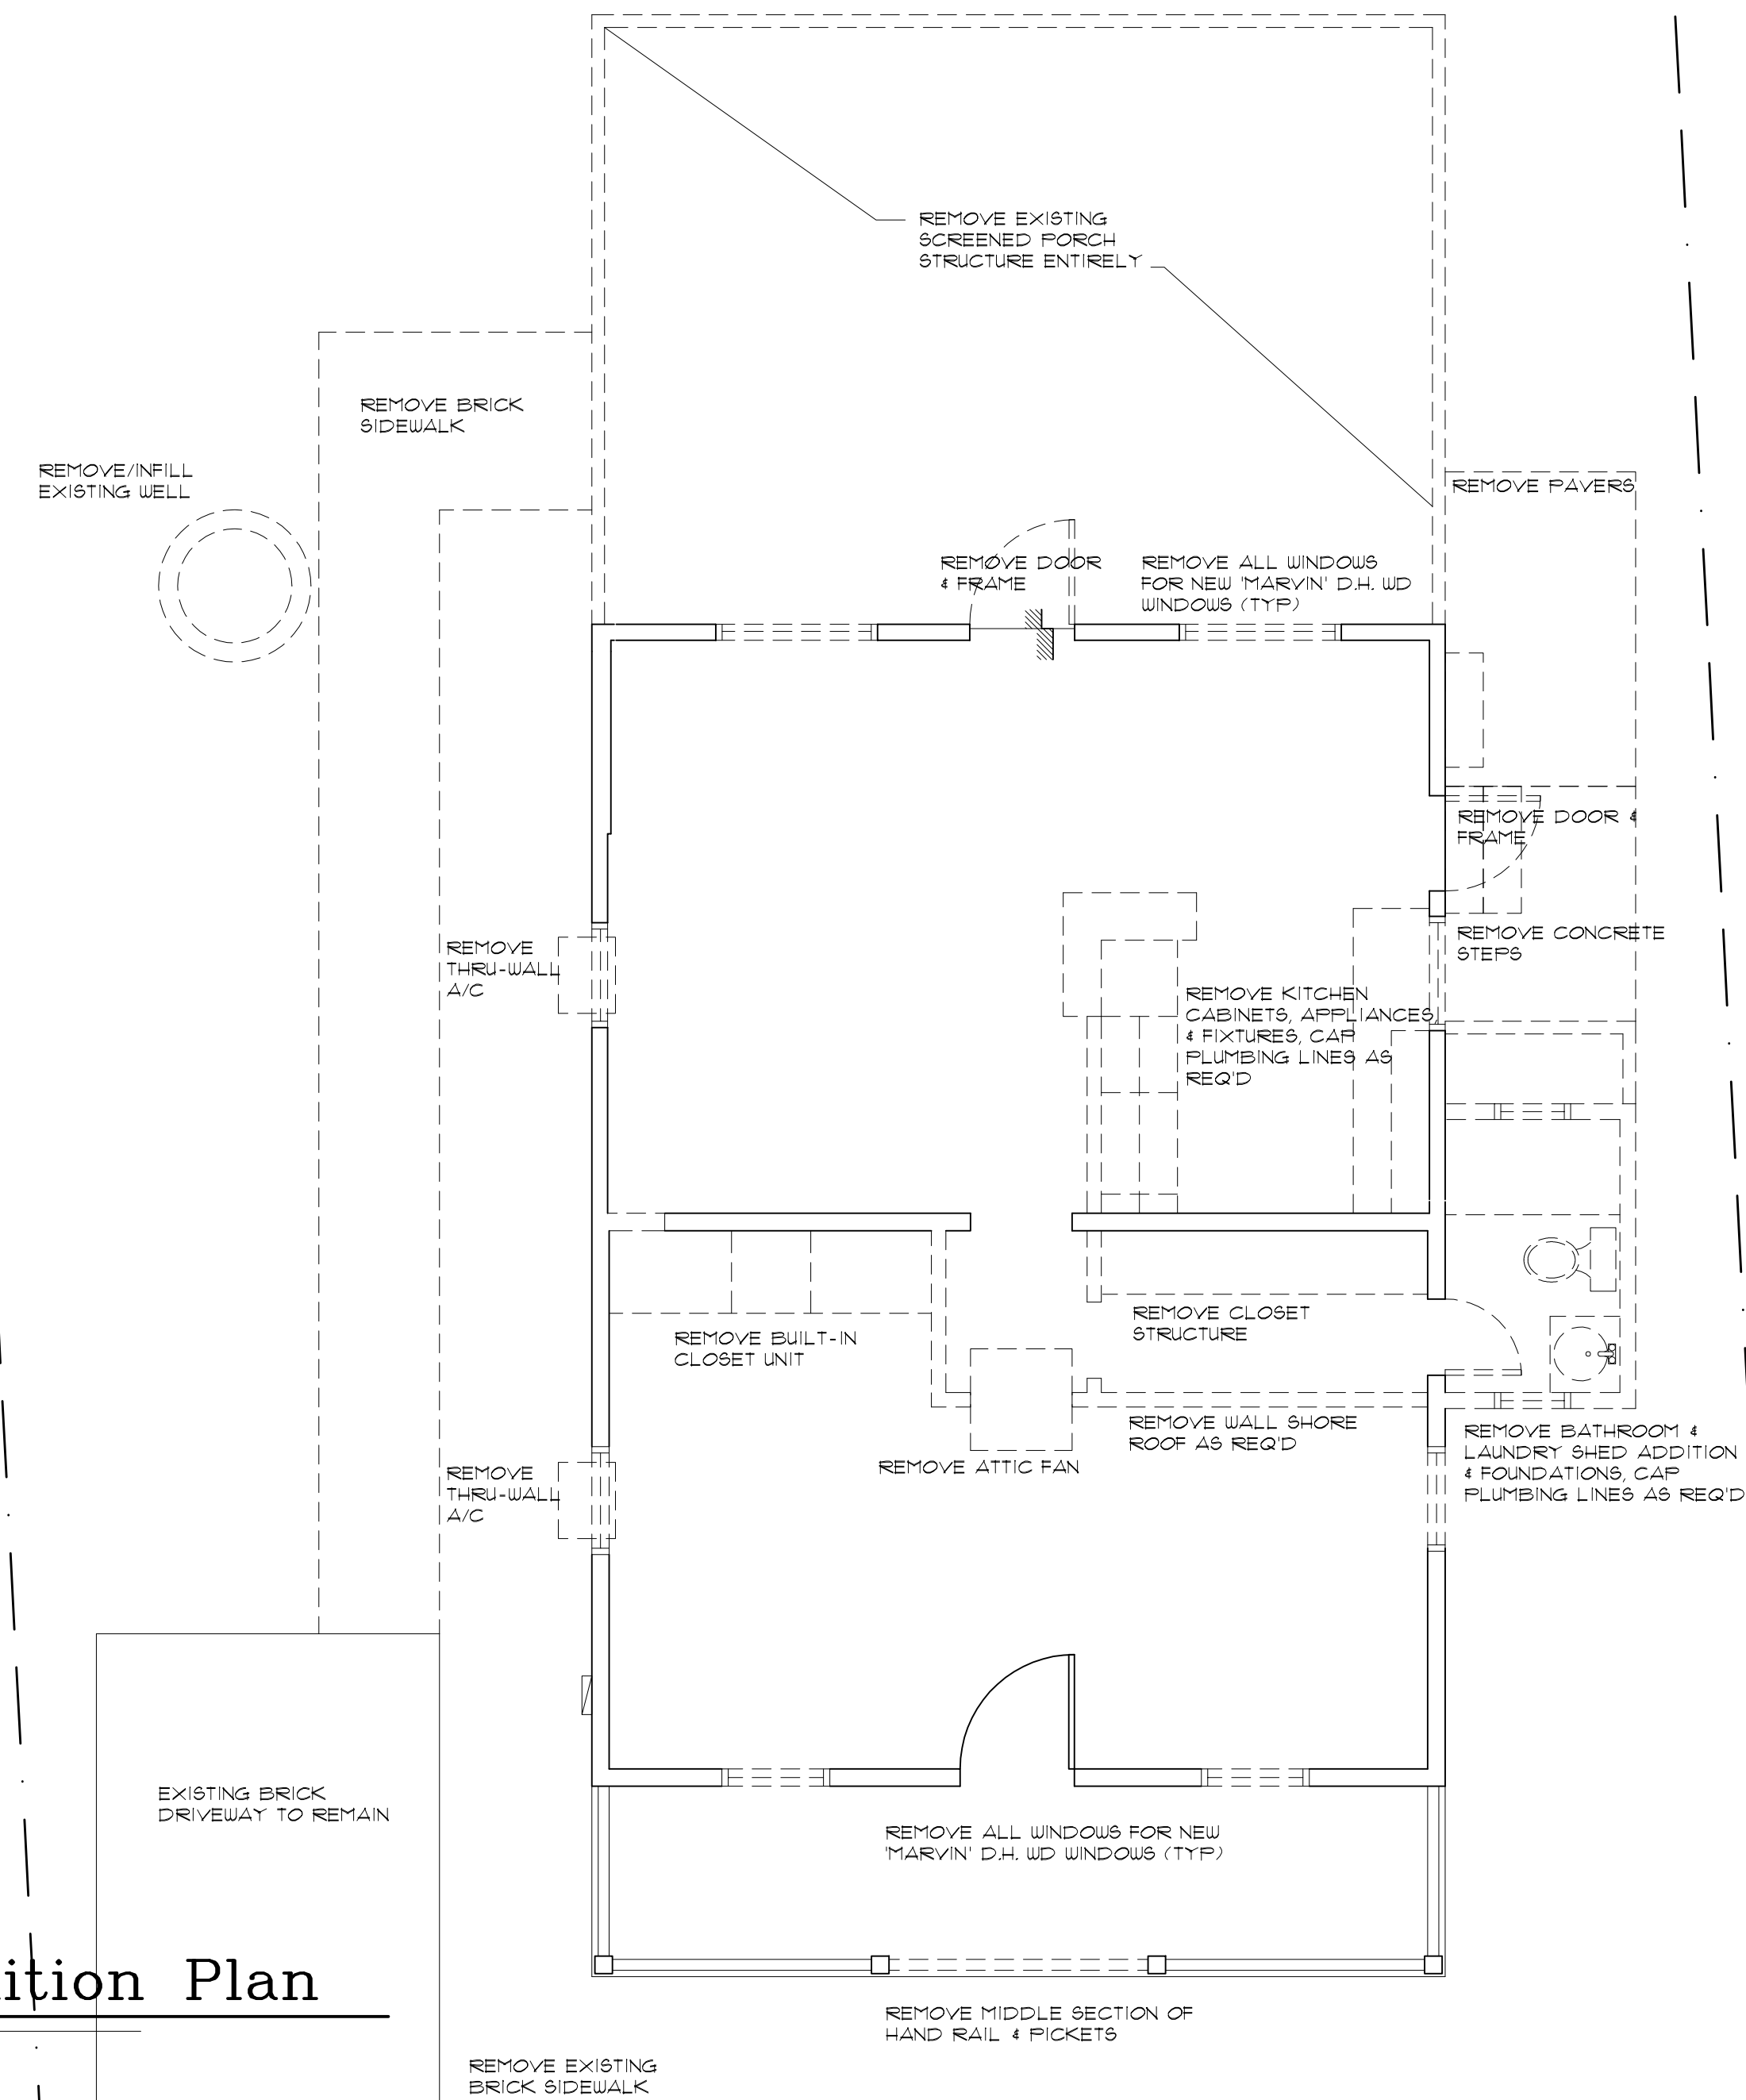 REMOVE EXISTING
SCREENED PORCH
STRUCTURE ENTIRELY
REMOVE BRICK
SIDEWALK
REMOVE/INFILL
EXISTING WELL
REMOVE PAVERS
REMOVE DOOR
& FRAME
REMOVE ALL WINDOWS
FOR NEW 'MARVIN' D.H. WD
WINDOWS (TYP)
REMOVE DOOR &
FRAME
REMOVE CONCRETE
STEPS
REMOVE
THRU-WALL
A/C
REMOVE KITCHEN
CABINETS, APPLIANCES,
& FIXTURES, CAP
PLUMBING LINES AS
REQ'D
REMOVE CLOSET
STRUCTURE
REMOVE BUILT-IN
CLOSET UNIT
REMOVE WALL SHORE
ROOF AS REQ'D
REMOVE ATTIC FAN
REMOVE BATHROOM &
LAUNDRY SHED ADDITION
& FOUNDATIONS, CAP
PLUMBING LINES AS REQ'D
REMOVE
THRU-WALL
A/C
EXISTING BRICK
DRIVEWAY TO REMAIN
REMOVE ALL WINDOWS FOR NEW
'MARVIN' D.H. WD WINDOWS (TYP)
ition Plan
REMOVE MIDDLE SECTION OF
HAND RAIL & PICKETS
REMOVE EXISTING
BRICK SIDEWALK